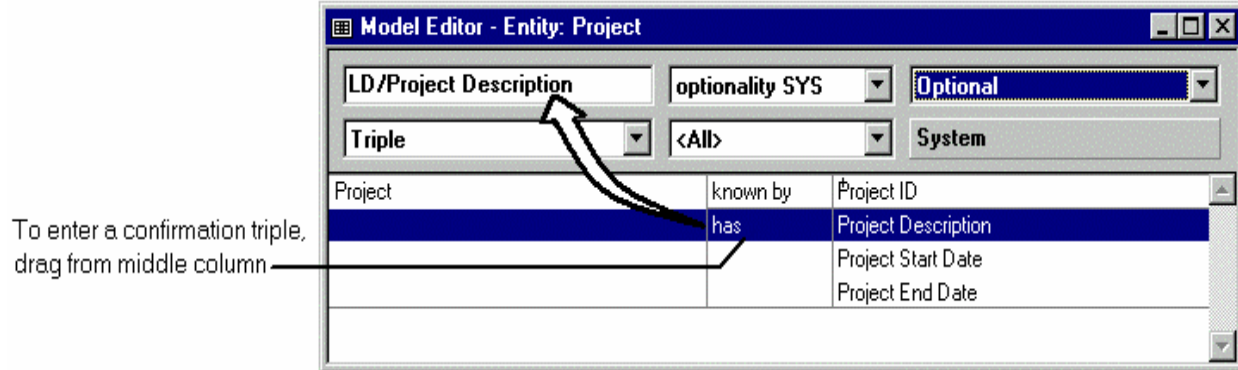 Model Editor - Entity: Project
LD/Project Description optionality SYS Optional
Triple <All> System
Project known by Project ID
has Project Description
Project Start Date
Project End Date
To enter a confirmation triple,
drag from middle column